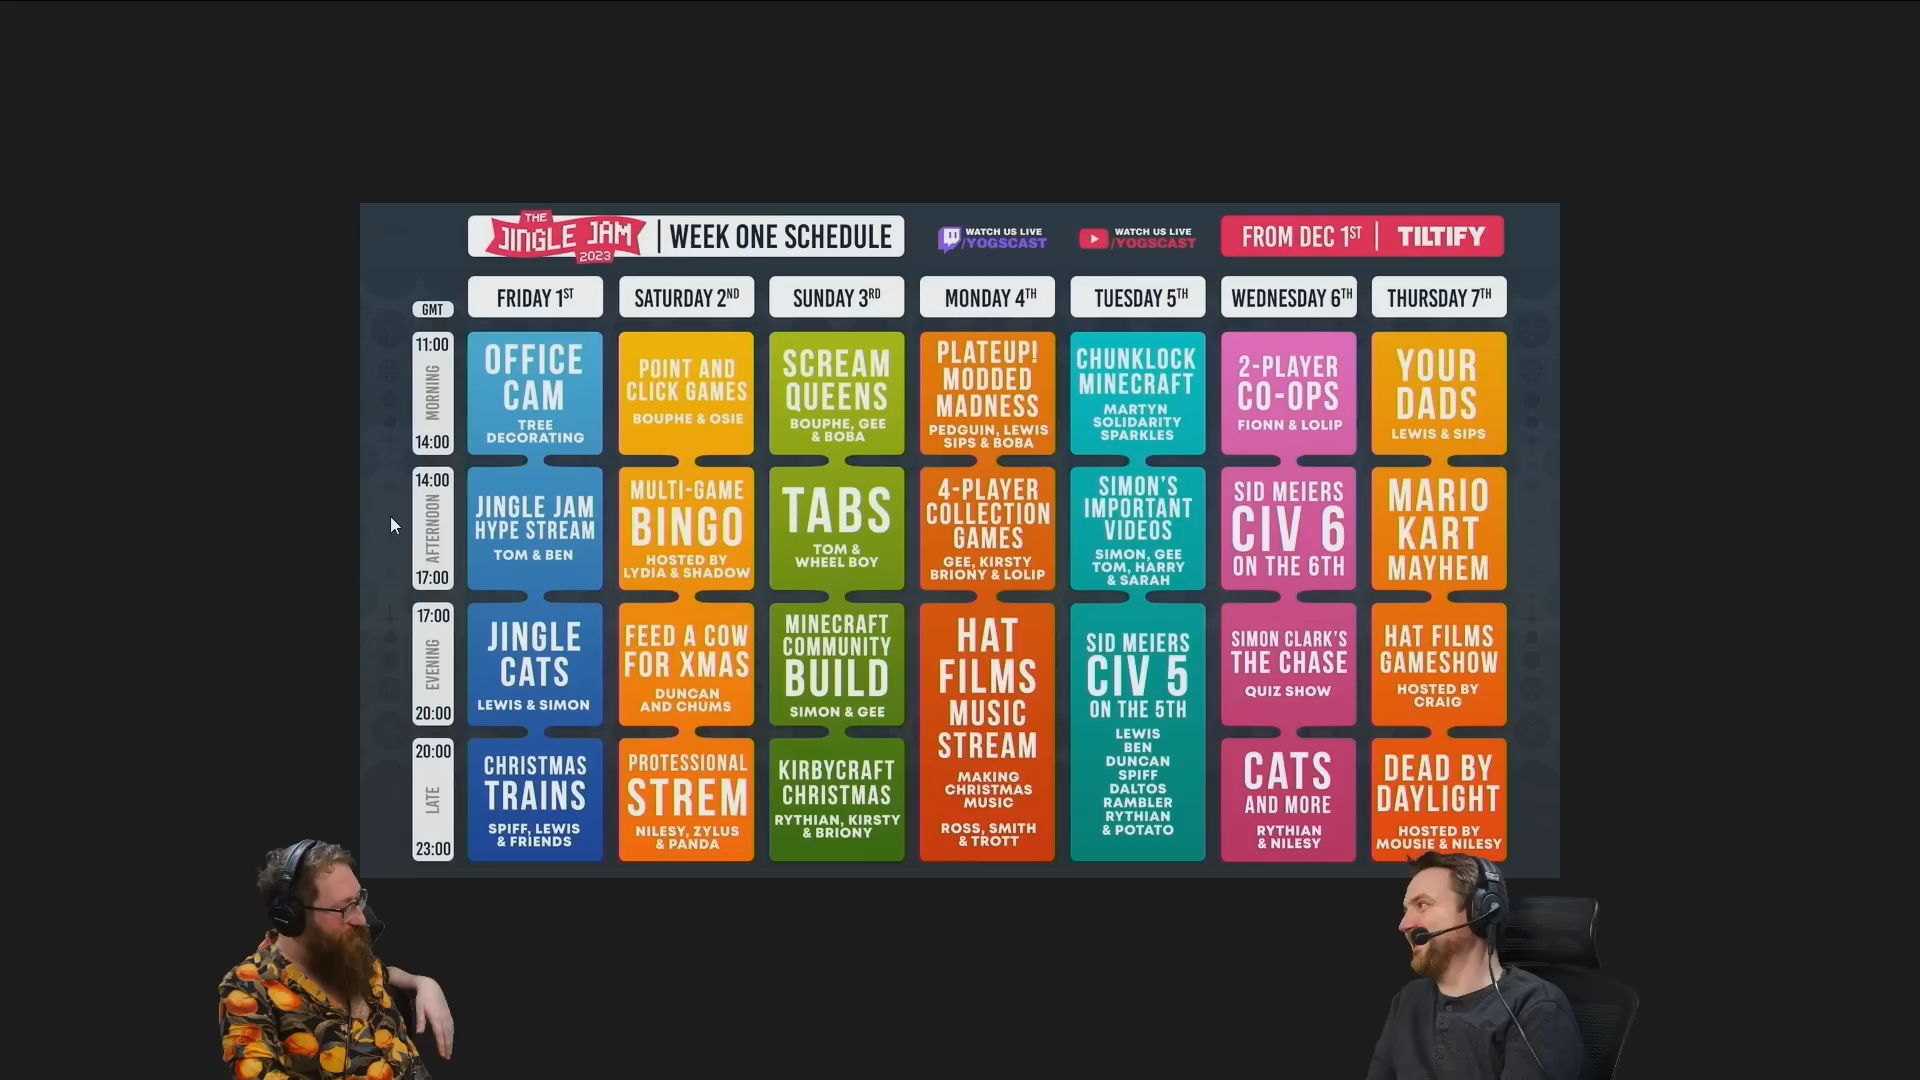 THE
JINGLE JAM
2023
WEEK ONE SCHEDULE
WATCH US LIVE
/YOGSCAST
WATCH US LIVE
/YOGSCAST
FROM DEC 1ST
TILTIFY
GMT
FRIDAY 1ST
SATURDAY 2ND
SUNDAY 3RD
MONDAY 4TH
TUESDAY 5TH
WEDNESDAY 6TH
THURSDAY 7TH
11:00
MORNING
14:00
OFFICE
CAM
TREE
DECORATING
POINT AND
CLICK GAMES
BOUPHE & OSIE
SCREAM
QUEENS
BOUPHE, GEE
& BOBA
PLATEUP!
MODDED
MADNESS
PEDGUIN, LEWIS
SIPS & BOBA
CHUNKLOCK
MINECRAFT
MARTYN
SOLIDARITY
SPARKLES
2-PLAYER
CO-OPS
FIONN & LOLIP
YOUR
DADS
LEWIS & SIPS
14:00
AFTERNOON
17:00
JINGLE JAM
HYPE STREAM
TOM & BEN
MULTI-GAME
BINGO
HOSTED BY
LYDIA & SHADOW
TABS
TOM &
WHEEL BOY
4-PLAYER
COLLECTION
GAMES
GEE, KIRSTY
BRIONY & LOLIP
SIMON'S
IMPORTANT
VIDEOS
SIMON, GEE
TOM, HARRY
& SARAH
SID MEIERS
CIV 6
ON THE 6TH
MARIO
KART
MAYHEM
17:00
EVENING
20:00
JINGLE
CATS
LEWIS & SIMON
FEED A COW
FOR XMAS
DUNCAN
AND CHUMS
MINECRAFT
COMMUNITY
BUILD
SIMON & GEE
HAT
FILMS
MUSIC
STREAM
MAKING
CHRISTMAS
MUSIC
ROSS, SMITH
& TROTT
SID MEIERS
CIV 5
ON THE 5TH
LEWIS
BEN
DUNCAN
SPIFF
DALTOS
RAMBLER
RYTHIAN
& POTATO
SIMON CLARK'S
THE CHASE
QUIZ SHOW
HAT FILMS
GAMESHOW
HOSTED BY
CRAIG
20:00
LATE
23:00
CHRISTMAS
TRAINS
SPIFF, LEWIS
& FRIENDS
PROTESSIONAL
STREM
NILESY, ZYLUS
& PANDA
KIRBYCRAFT
CHRISTMAS
RYTHIAN, KIRSTY
& BRIONY
CATS
AND MORE
RYTHIAN
& NILESY
DEAD BY
DAYLIGHT
HOSTED BY
MOUSIE & NILESY